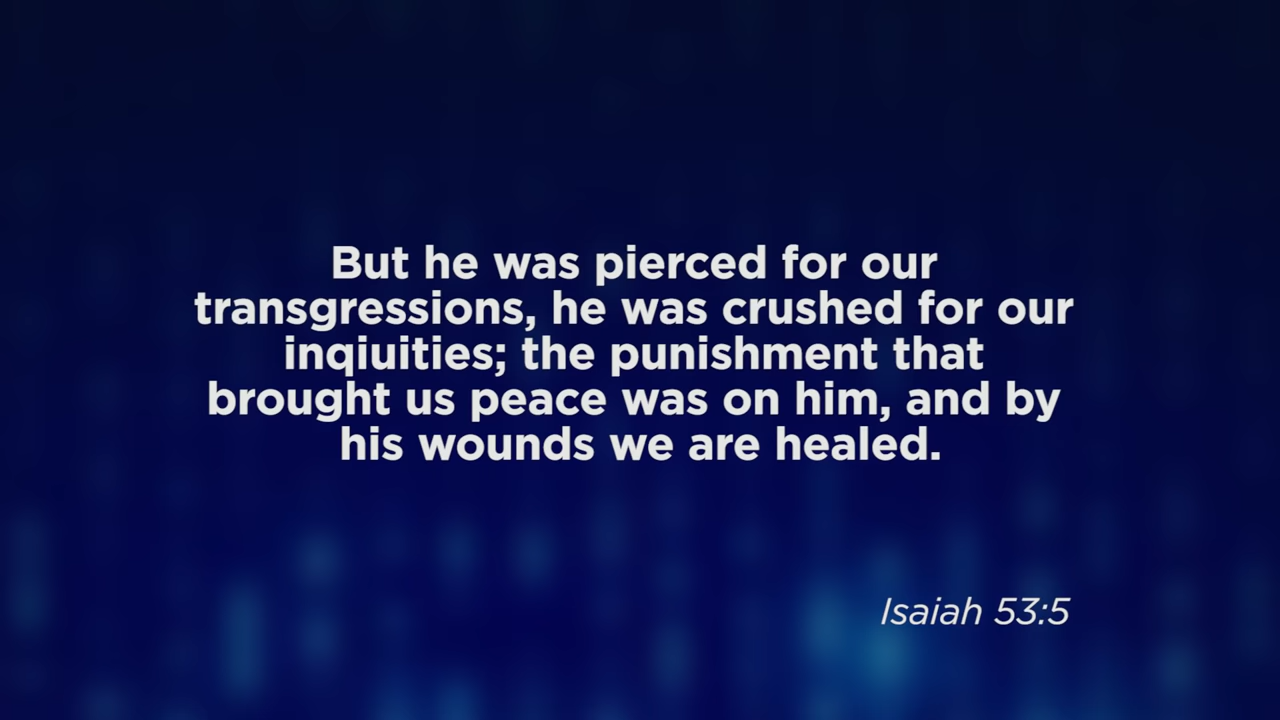 But he was pierced for our
transgressions, he was crushed for our
inqiuities; the punishment that
brought us peace was on him, and by
his wounds we are healed.
Isaiah 53:5